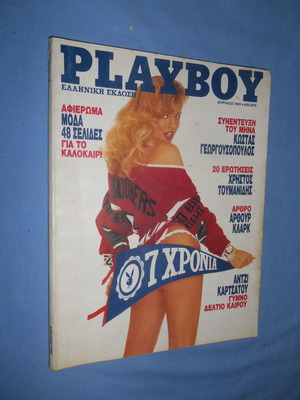 PLAYBOY
ΕΛΛΗΝΙΚΗ ΕΚΔΟΣΗ
ΑΦΙΕΡΩΜΑ
ΜΟΔΑ
48 ΣΕΛΙΔΕΣ
ΓΙΑ ΤΟ
ΚΑΛΟΚΑΙΡΙ
ΣΥΝΕΝΤΕΥΞΗ
ΤΟΥ ΜΗΝΑ
ΚΩΣΤΑΣ
ΓΕΩΡΓΟΥΣΟΠΟΥΛΟΣ
20 ΕΡΩΤΗΣΕΙΣ
ΧΡΗΣΤΟΣ
ΤΟΥΜΑΝΙΔΗΣ
ΑΡΘΡΟ
ΑΡΘΟΥΡ
ΚΛΑΡΚ
7 ΧΡΟΝΙΑ
ΑΝΤΖΙ
ΚΑΡΤΣΑΤΟΥ
ΓΥΜΝΟ
ΔΕΛΤΙΟ ΚΑΙΡΟΥ